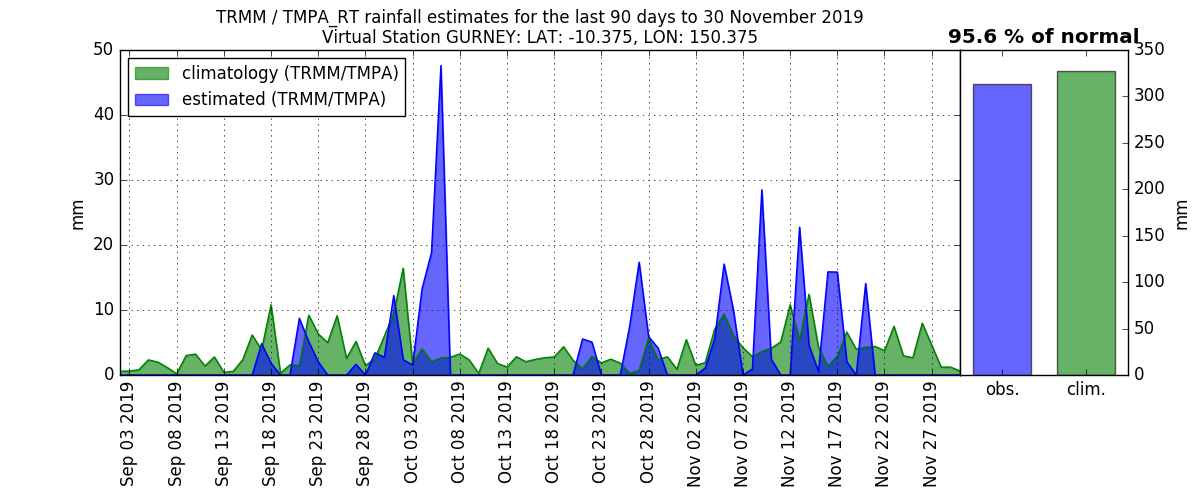 TRMM / TMPA_RT rainfall estimates for the last 90 days to 30 November 2019
Virtual Station GURNEY: LAT: -10.375, LON: 150.375
95.6 % of normal
climatology (TRMM/TMPA)
estimated (TRMM/TMPA)
mm
50
40
30
20
10
0
Sep 03 2019
Sep 08 2019
Sep 13 2019
Sep 18 2019
Sep 23 2019
Sep 28 2019
Oct 03 2019
Oct 08 2019
Oct 13 2019
Oct 18 2019
Oct 23 2019
Oct 28 2019
Nov 02 2019
Nov 07 2019
Nov 12 2019
Nov 17 2019
Nov 22 2019
Nov 27 2019
350
300
250
200
150
100
50
0
mm
obs.
clim.